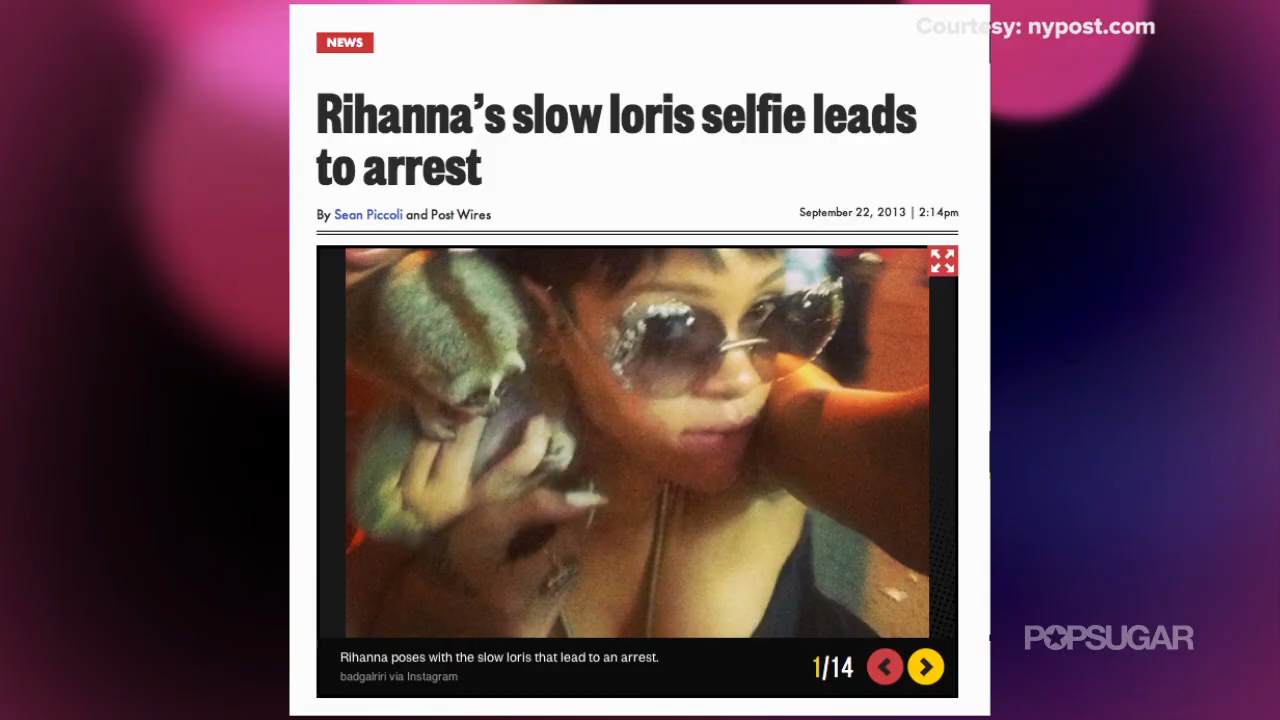 Courtesy: nypost.com
NEWS
Rihanna's slow loris selfie leads
to arrest
By Sean Piccoli and Post Wires
September 22, 2013 | 2:14pm
Rihanna poses with the slow loris that lead to an arrest.
badgalriri via Instagram
1/14
POPSUGAR